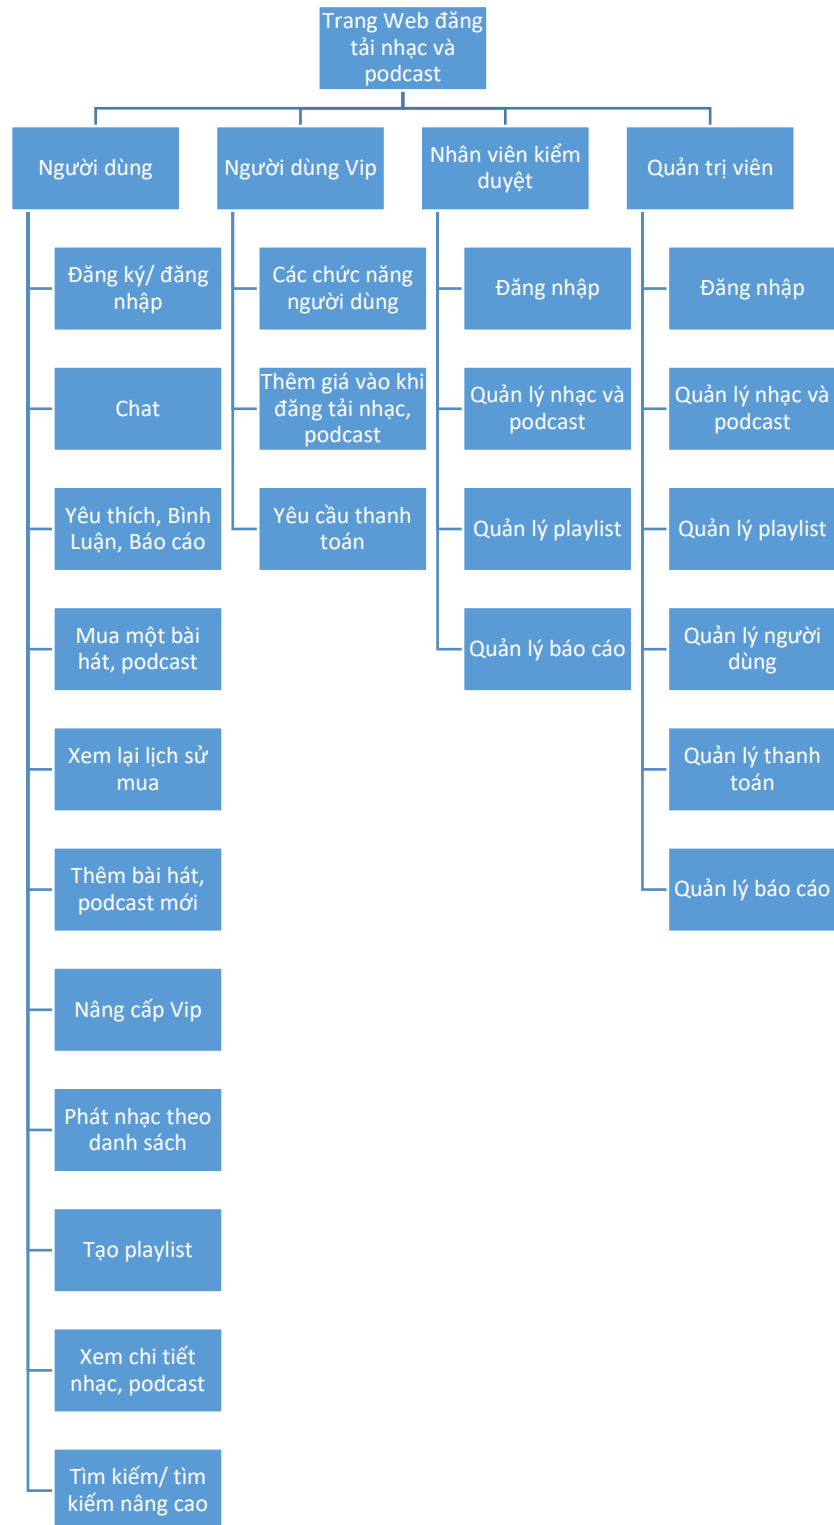 Trang Web đăng
tải nhạc và
podcast
Người dùng
Đăng ký/ đăng
nhập
Chat
Yêu thích, Bình
Luận, Báo cáo
Mua một bài
hát, podcast
Xem lại lịch sử
mua
Thêm bài hát,
podcast mới
Nâng cấp Vip
Phát nhạc theo
danh sách
Tạo playlist
Xem chi tiết
nhạc, podcast
Tìm kiếm/ tìm
kiếm nâng cao
Người dùng Vip
Các chức năng
người dùng
Thêm giá vào khi
đăng tải nhạc,
podcast
Yêu cầu thanh
toán
Nhân viên kiểm
duyệt
Đăng nhập
Quản lý nhạc và
podcast
Quản lý playlist
Quản lý báo cáo
Quản trị viên
Đăng nhập
Quản lý nhạc và
podcast
Quản lý playlist
Quản lý người
dùng
Quản lý thanh
toán
Quản lý báo cáo